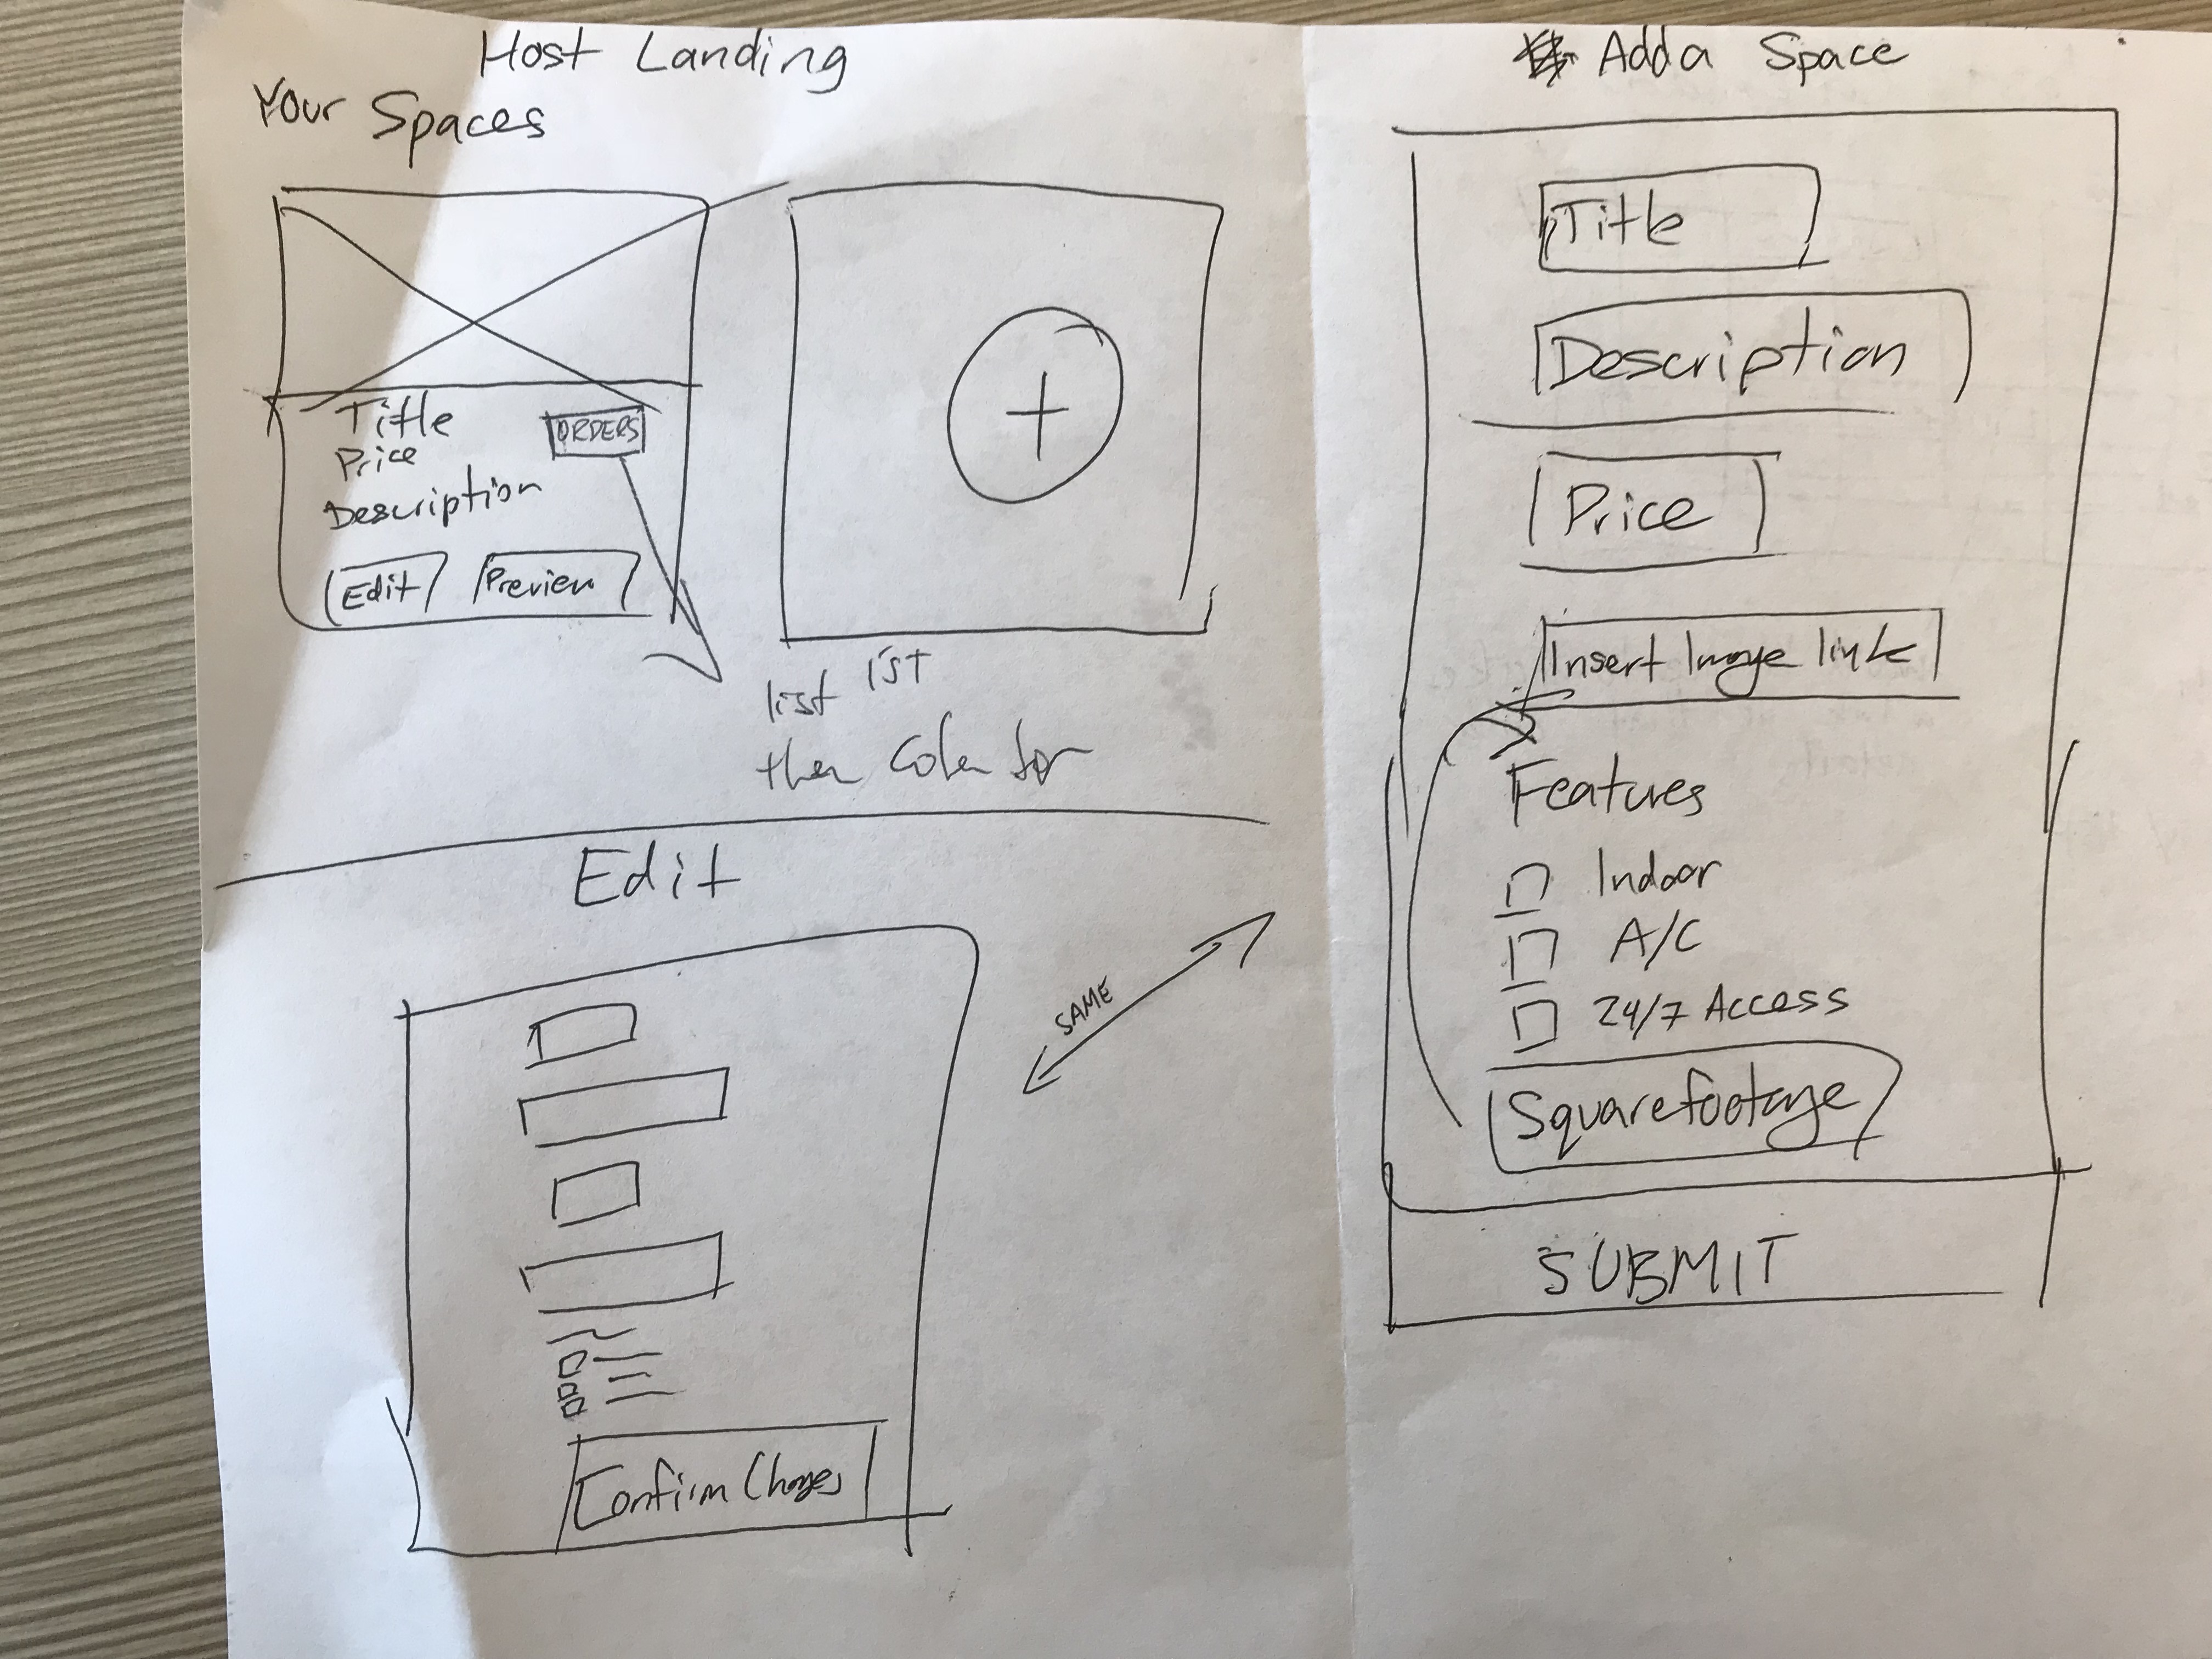 Host Landing
Your Spaces
Title
ORDERS
Price
Description
Edit
Preview
list 1ST
then
Edit
SAME
Confirm Changes
Add a Space
Title
Description
Price
Insert Image link
Features
Indoor
A/C
24/7 Access
Squarefootage
SUBMIT